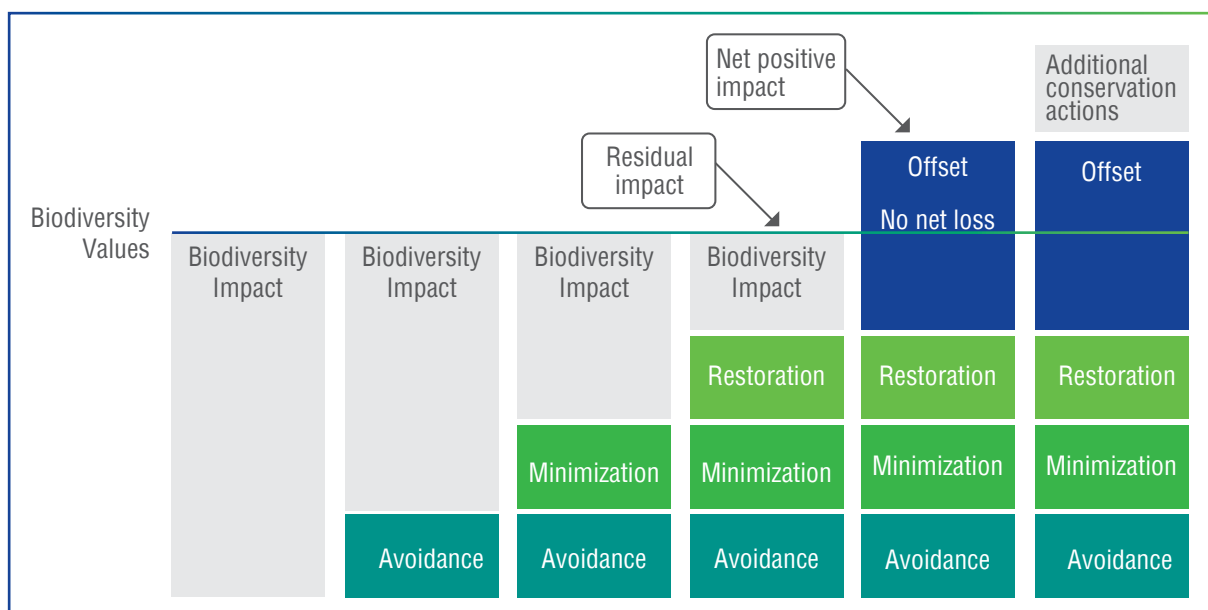 Net positive
impact
Additional
conservation
actions
Residual
impact
Offset
No net loss
Offset
Biodiversity
Values
Biodiversity
Impact
Biodiversity
Impact
Biodiversity
Impact
Biodiversity
Impact
Restoration
Restoration
Restoration
Minimization
Minimization
Minimization
Minimization
Avoidance
Avoidance
Avoidance
Avoidance
Avoidance